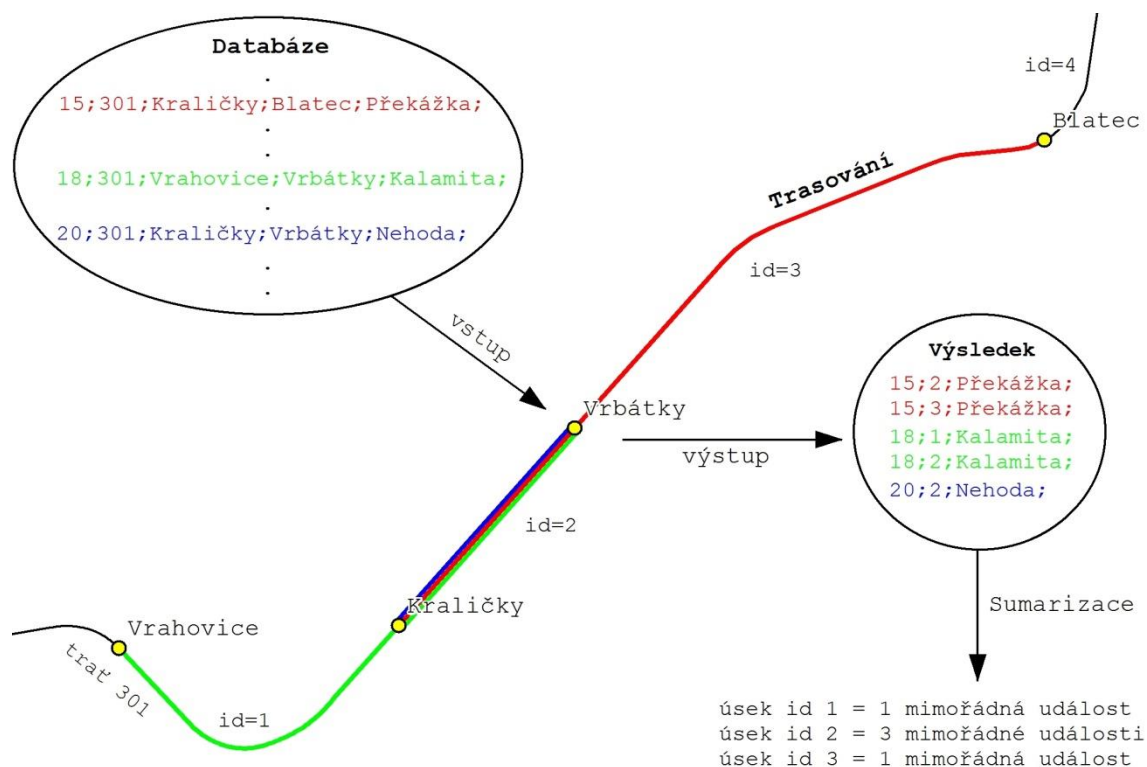 Databáze
.
15;301;Kraličky;Blatec;Překážka;
.
.
18;301;Vrahovice;Vrbátky;Kalamita;
.
20;301;Kraličky;Vrbátky;Nehoda;
.
.
vstup
id=4
Blatec
Trasování
id=3
Vrbátky
výstup
id=2
Kraličky
Vrahovice
trať 301
id=1
Výsledek
15;2;Překážka;
15;3;Překážka;
18;1;Kalamita;
18;2;Kalamita;
20;2;Nehoda;
Sumarizace
úsek id 1 = 1 mimořádná událost
úsek id 2 = 3 mimořádné události
úsek id 3 = 1 mimořádná událost